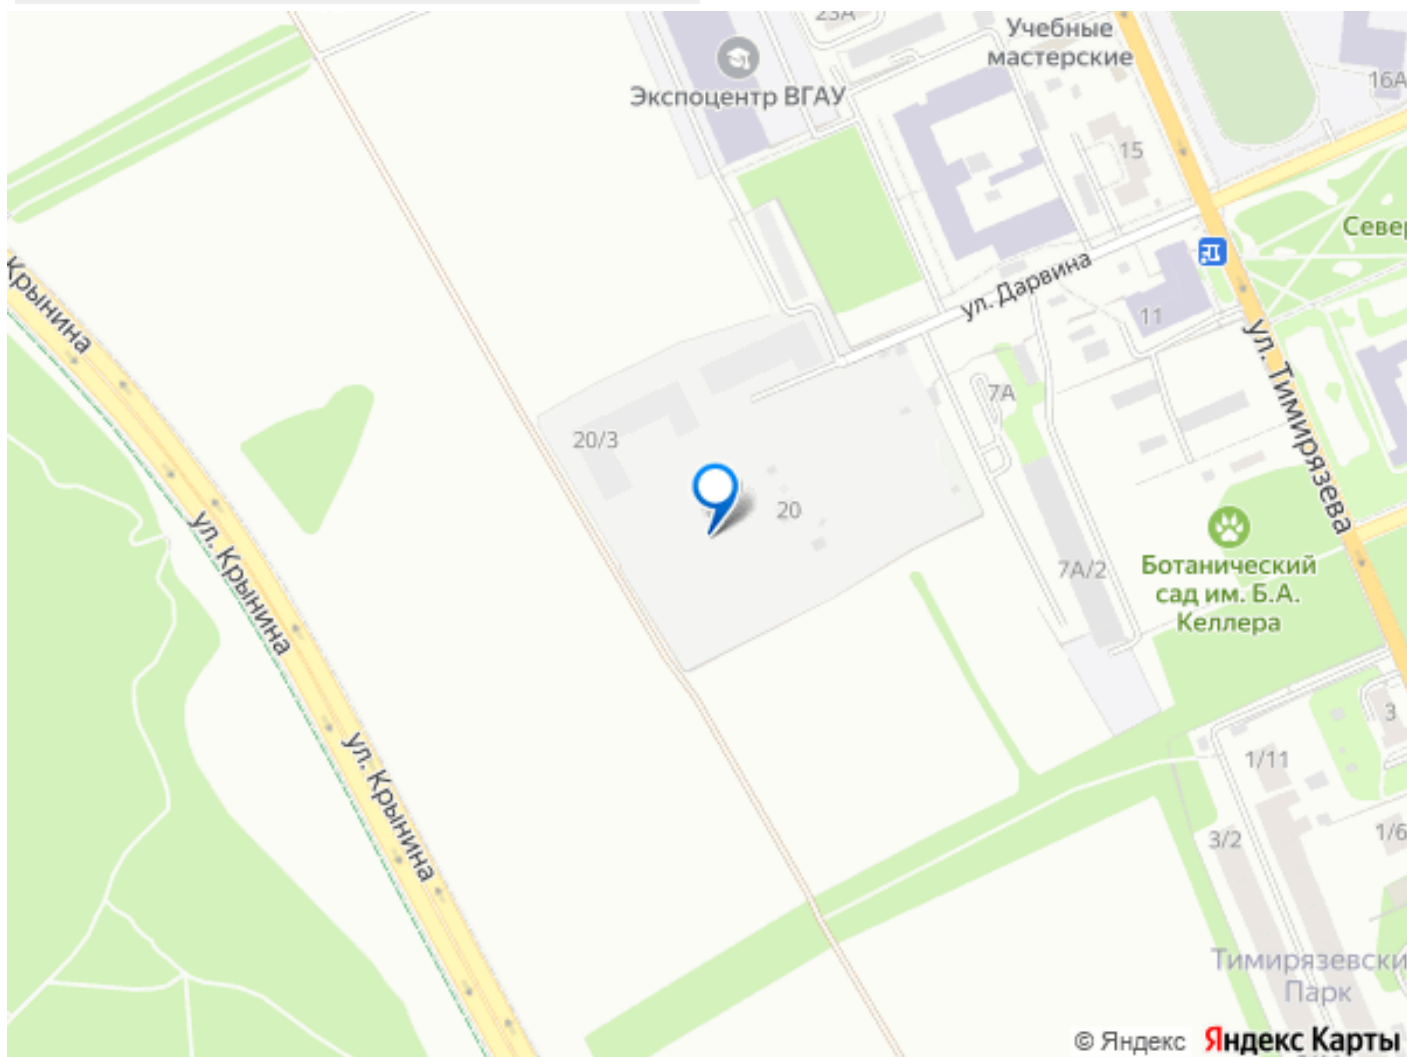 23А
Учебные
мастерские
16А
Экспоцентр ВГАУ
15
Север
ул. Дарвина
Крынина
11
ул. Тимирязева
7А
20/3
20
ул. Крынина
7А/2
Ботанический
сад им. Б.А.
Келлера
3
1/11
ул. Крынина
3/2
1/6
Тимирязевски
Парк
© Яндекс Яндекс Карты